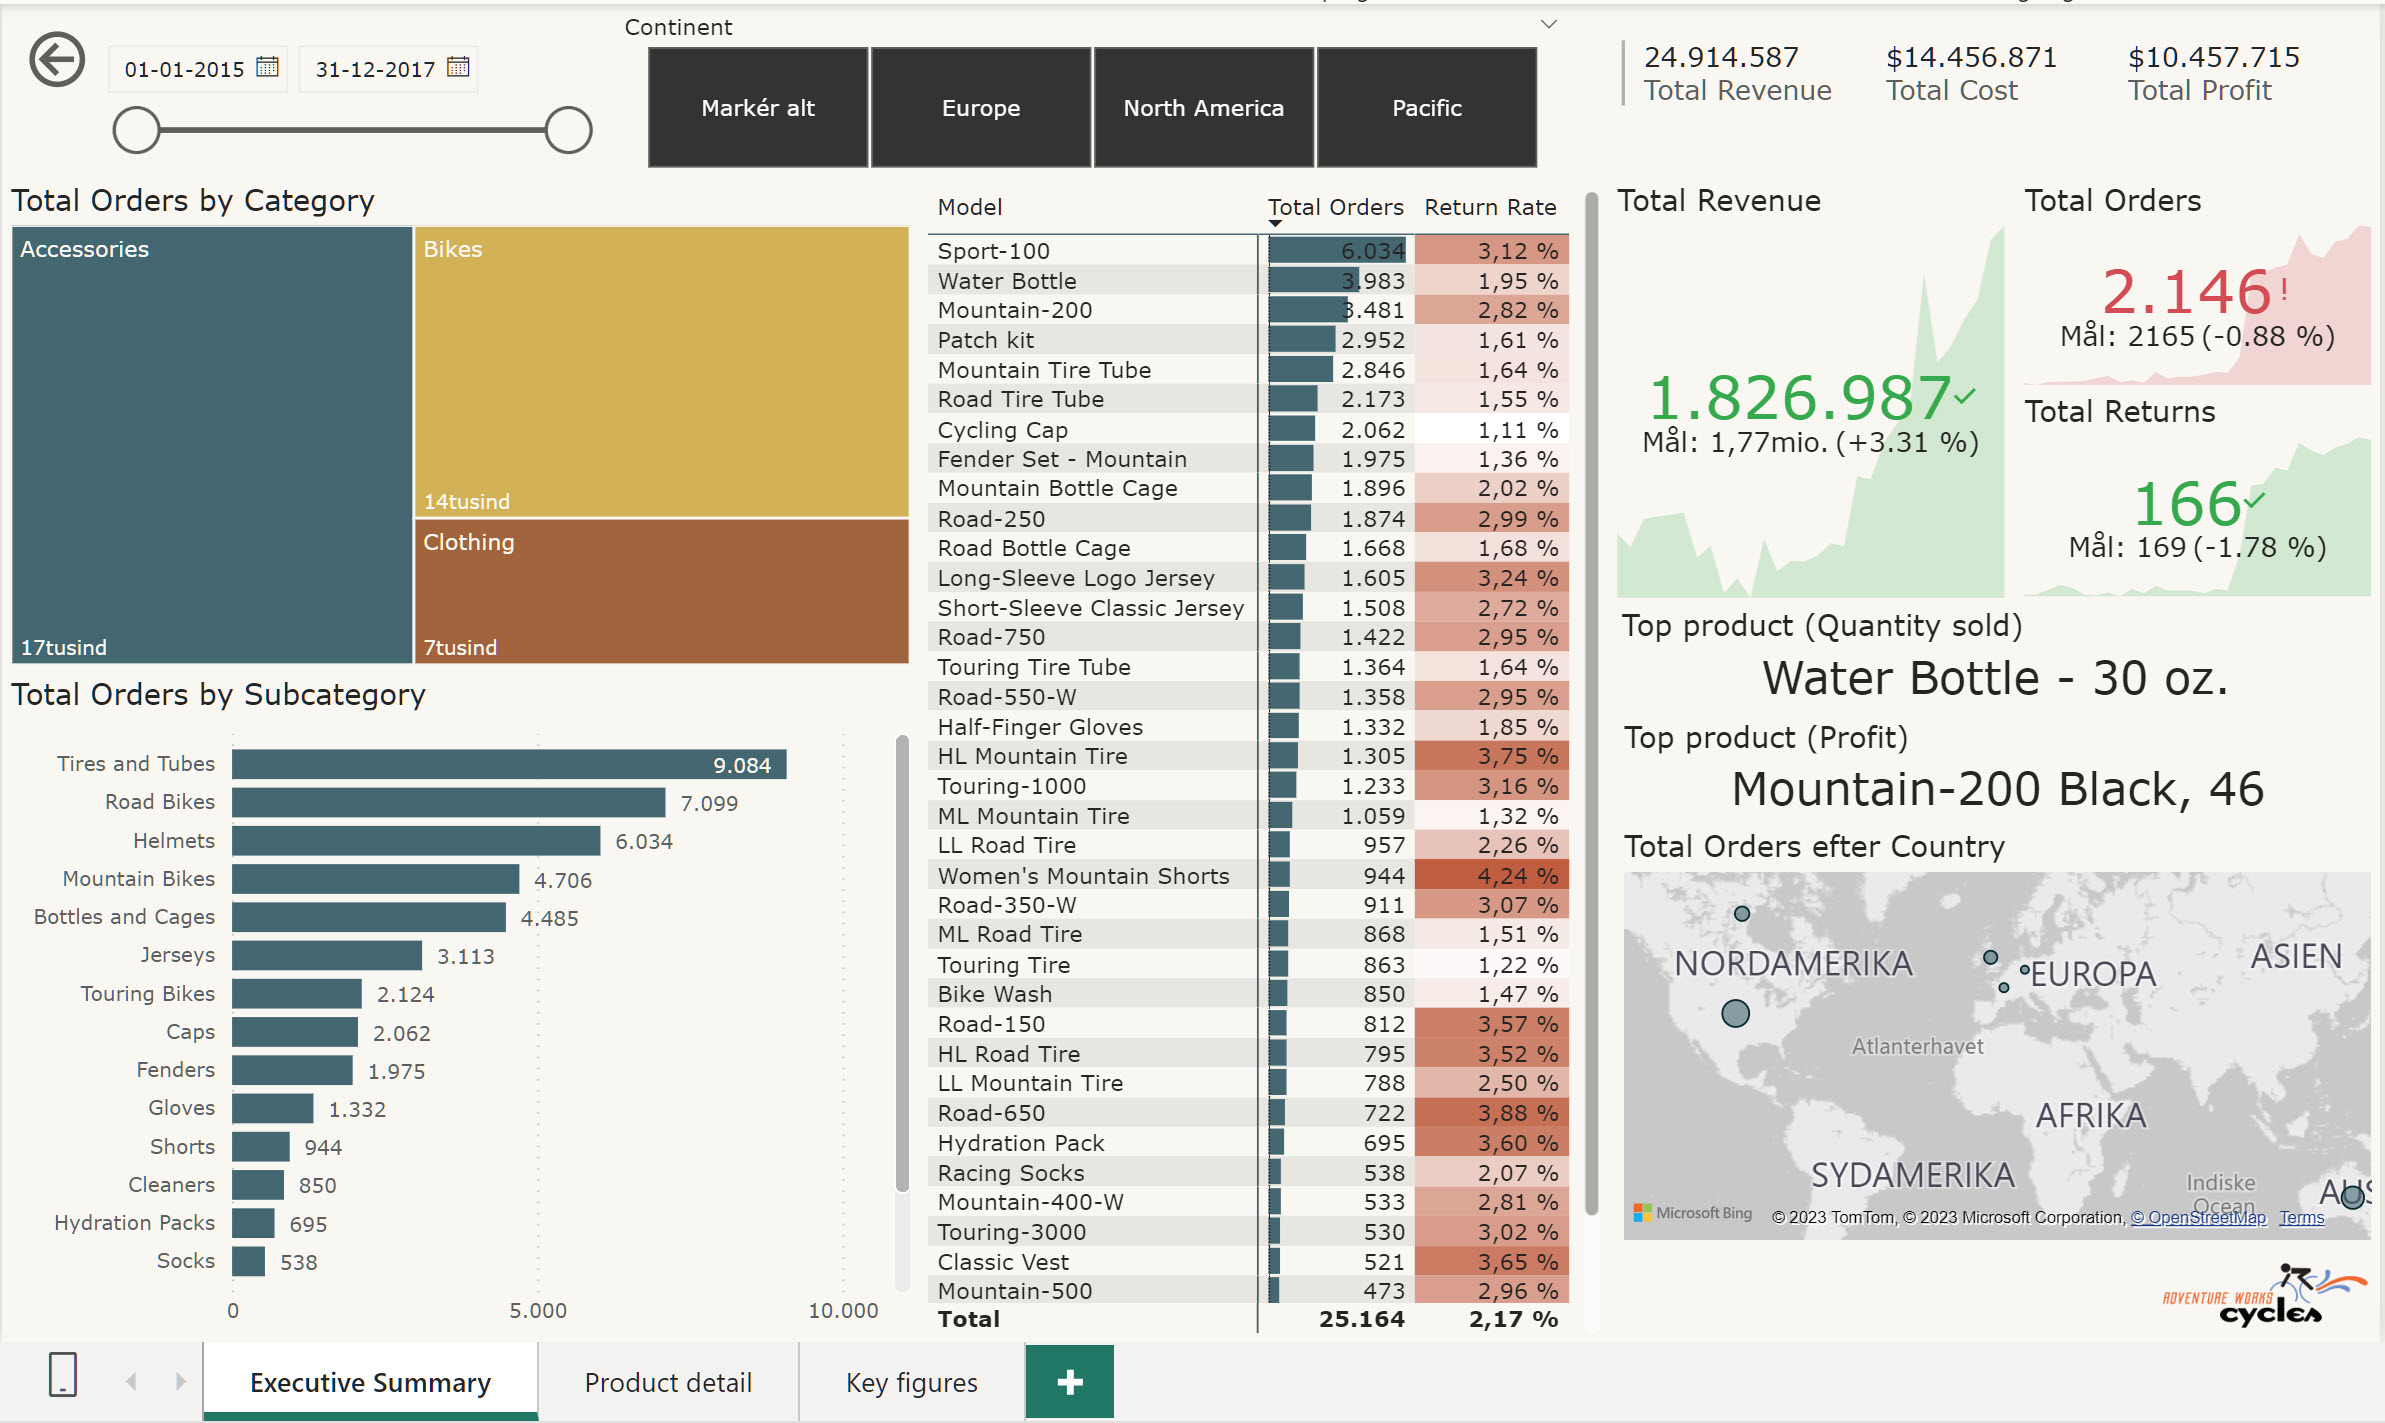 Continent
01-01-2015 31-12-2017
Markér alt Europe North America Pacific
24.914.587 $14.456.871 $10.457.715
Total Revenue Total Cost Total Profit
Total Orders by Category
Accessories
17tusind
Bikes
14tusind
Clothing
7tusind
Total Orders by Subcategory
Tires and Tubes 9.084
Road Bikes 7.099
Helmets 6.034
Mountain Bikes 4.706
Bottles and Cages 4.485
Jerseys 3.113
Touring Bikes 2.124
Caps 2.062
Fenders 1.975
Gloves 1.332
Shorts 944
Cleaners 850
Hydration Packs 695
Socks 538
0 5.000 10.000
Model Total Orders Return Rate
Sport-100 6.034 3,12 %
Water Bottle 3.983 1,95 %
Mountain-200 3.481 2,82 %
Patch kit 2.952 1,61 %
Mountain Tire Tube 2.846 1,64 %
Road Tire Tube 2.173 1,55 %
Cycling Cap 2.062 1,11 %
Fender Set - Mountain 1.975 1,36 %
Mountain Bottle Cage 1.896 2,02 %
Road-250 1.874 2,99 %
Road Bottle Cage 1.668 1,68 %
Long-Sleeve Logo Jersey 1.605 3,24 %
Short-Sleeve Classic Jersey 1.508 2,72 %
Road-750 1.422 2,95 %
Touring Tire Tube 1.364 1,64 %
Road-550-W 1.358 2,95 %
Half-Finger Gloves 1.332 1,85 %
HL Mountain Tire 1.305 3,75 %
Touring-1000 1.233 3,16 %
ML Mountain Tire 1.059 1,32 %
LL Road Tire 957 2,26 %
Women's Mountain Shorts 944 4,24 %
Road-350-W 911 3,07 %
ML Road Tire 868 1,51 %
Touring Tire 863 1,22 %
Bike Wash 850 1,47 %
Road-150 812 3,57 %
HL Road Tire 795 3,52 %
LL Mountain Tire 788 2,50 %
Road-650 722 3,88 %
Hydration Pack 695 3,60 %
Racing Socks 538 2,07 %
Mountain-400-W 533 2,81 %
Touring-3000 530 3,02 %
Classic Vest 521 3,65 %
Mountain-500 473 2,96 %
Total 25.164 2,17 %
Total Revenue
1.826.987
Mål: 1,77mio. (+3.31 %)
Total Orders
2.146!
Mål: 2165 (-0.88 %)
Total Returns
166
Mål: 169 (-1.78 %)
Top product (Quantity sold)
Water Bottle - 30 oz.
Top product (Profit)
Mountain-200 Black, 46
Total Orders efter Country
NORDAMERIKA
EUROPA
ASIEN
Atlanterhavet
AFRIKA
SYDAMERIKA
Indiske
Ocean
AUS
Microsoft Bing
© 2023 TomTom, © 2023 Microsoft Corporation, © OpenStreetMap Terms
ADVENTURE WORKS
cycles
Executive Summary Product detail Key figures +